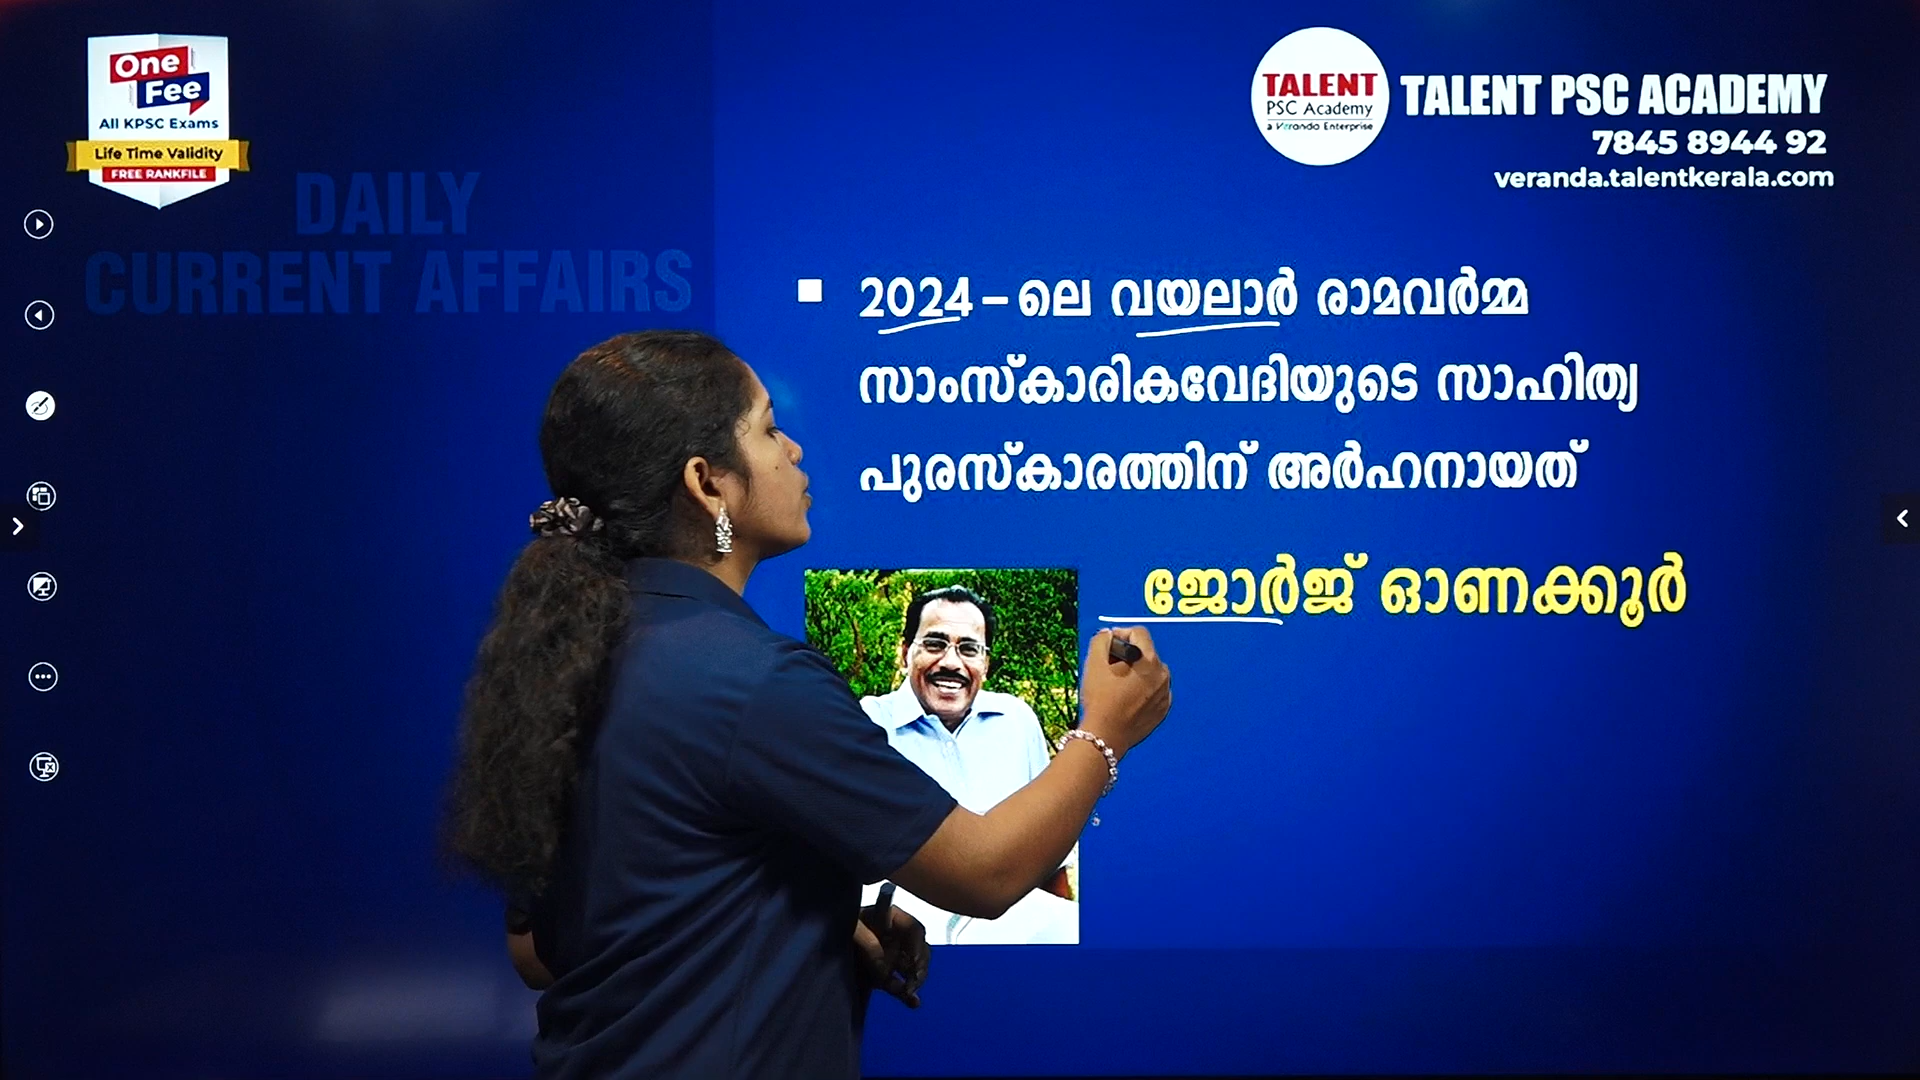 One
Fee
All KPSC Exams
Life Time Validity
FREE RANKFILE
TALENT
PSC Academy
a Veranda Enterprise
TALENT PSC ACADEMY
7845 8944 92
veranda.talentkerala.com
DAILY
CURRENT AFFAIRS
2024-ലെ വയലാർ രാമവർമ്മ
സാംസ്കാരികവേദിയുടെ സാഹിത്യ
പുരസ്കാരത്തിന് അർഹനായത്
ജോർജ് ഓണക്കൂർ